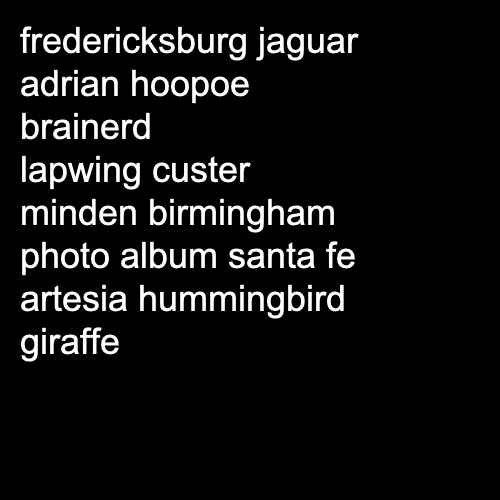 fredericksburg jaguar
adrian hoopoe
brainerd
lapwing custer
minden birmingham
photo album santa fe
artesia hummingbird
giraffe